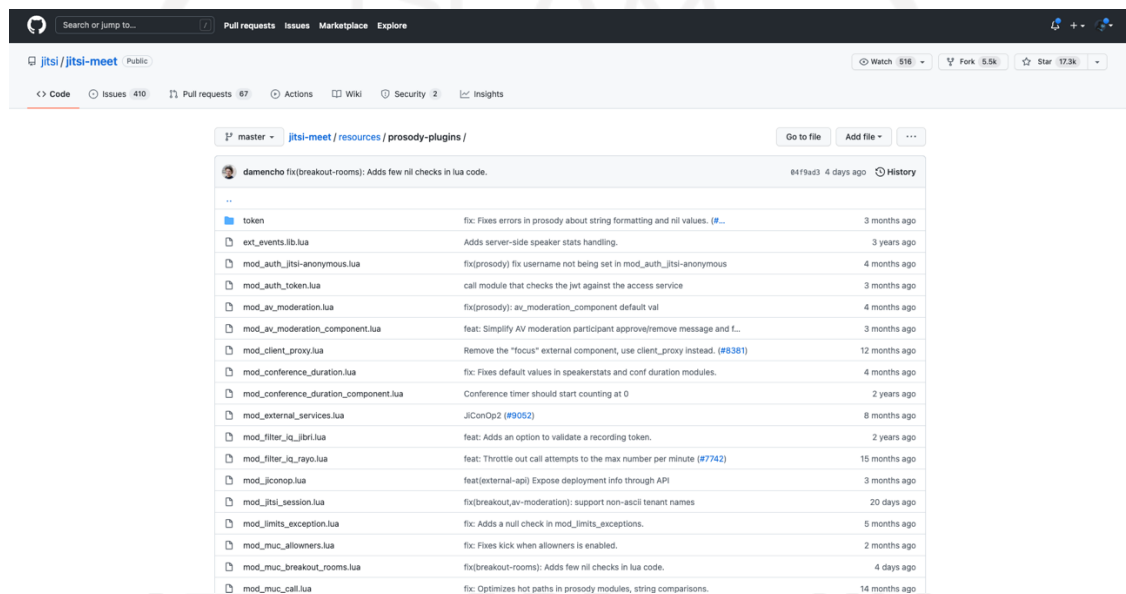 Search or jump to... / Pull requests Issues Marketplace Explore
jitsi / jitsi-meet Public Watch 516 Fork 5.5k Star 17.3k
<> Code Issues 410 Pull requests 67 Actions Wiki Security 2 Insights
master jitsi-meet / resources / prosody-plugins / Go to file Add file ...
damencho fix(breakout-rooms): Adds few nil checks in lua code. 04f9ad3 4 days ago History
..
token fix: Fixes errors in prosody about string formatting and nil values. (#... 3 months ago
ext_events.lib.lua Adds server-side speaker stats handling. 3 years ago
mod_auth_jitsi-anonymous.lua fix(prosody) fix username not being set in mod_auth_jitsi-anonymous 4 months ago
mod_auth_token.lua call module that checks the jwt against the access service 3 months ago
mod_av_moderation.lua fix(prosody): av_moderation_component default val 4 months ago
mod_av_moderation_component.lua feat: Simplify AV moderation participant approve/remove message and f... 3 months ago
mod_client_proxy.lua Remove the "focus" external component, use client_proxy instead. (#8381) 12 months ago
mod_conference_duration.lua fix: Fixes default values in speakerstats and conf duration modules. 4 months ago
mod_conference_duration_component.lua Conference timer should start counting at 0 2 years ago
mod_external_services.lua JiConOp2 (#9052) 8 months ago
mod_filter_iq_jibri.lua feat: Adds an option to validate a recording token. 2 years ago
mod_filter_iq_rayo.lua feat: Throttle out call attempts to the max number per minute (#7742) 15 months ago
mod_jiconop.lua feat(external-api) Expose deployment info through API 3 months ago
mod_jitsi_session.lua fix(breakout,av-moderation): support non-ascii tenant names 20 days ago
mod_limits_exception.lua fix: Adds a null check in mod_limits_exceptions. 5 months ago
mod_muc_allowners.lua fix: Fixes kick when allowners is enabled. 2 months ago
mod_muc_breakout_rooms.lua fix(breakout-rooms): Adds few nil checks in lua code. 4 days ago
mod_muc_call.lua fix: Optimizes hot paths in prosody modules, string comparisons. 14 months ago